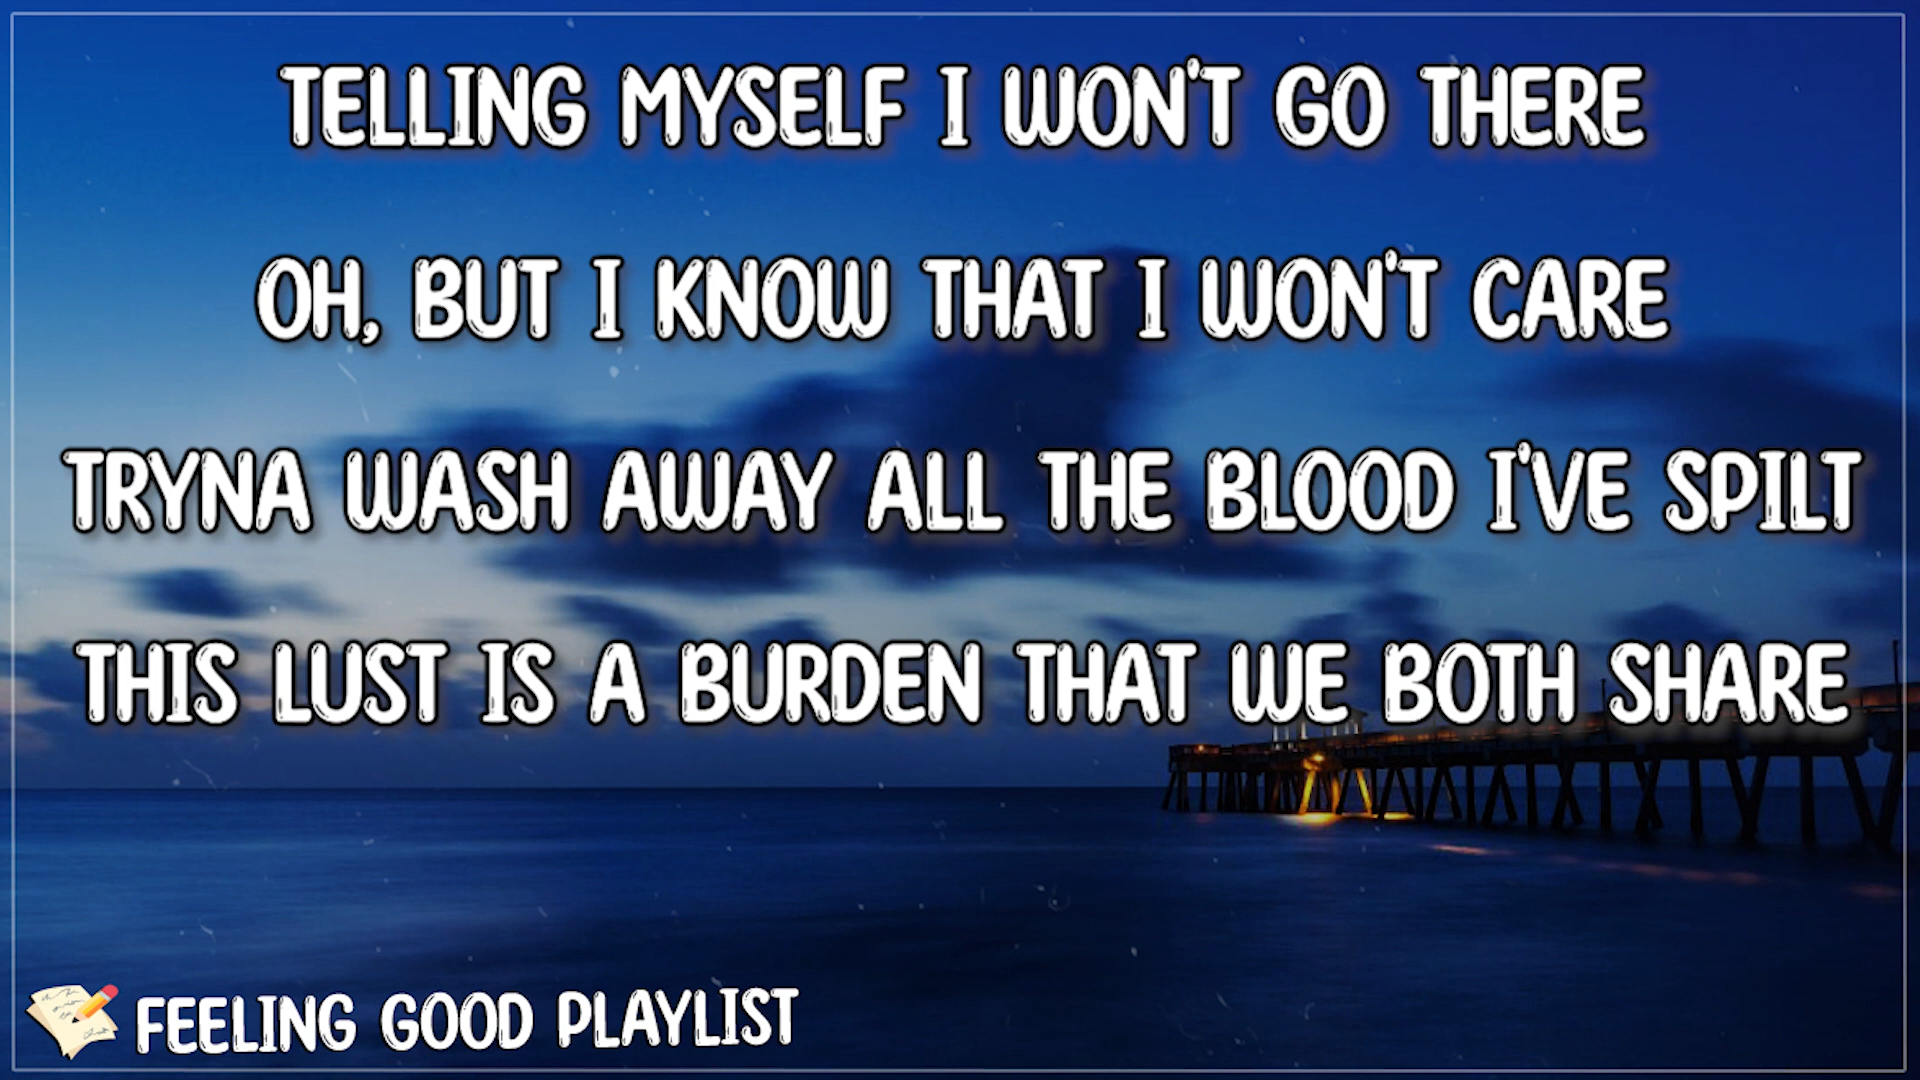 TELLING MYSELF I WON'T GO THERE
OH, BUT I KNOW THAT I WON'T CARE
TRYNA WASH AWAY ALL THE BLOOD I'VE SPILT
THIS LUST IS A BURDEN THAT WE BOTH SHARE
FEELING GOOD PLAYLIST